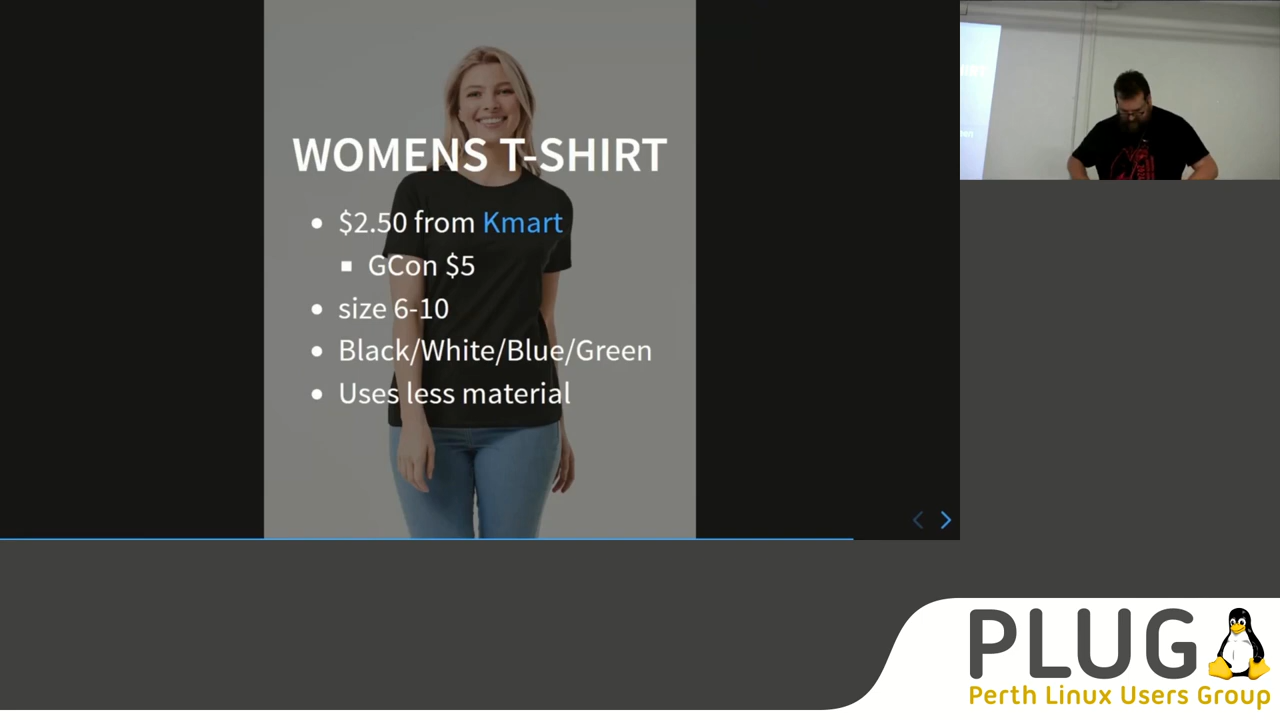 WOMENS T-SHIRT
$2.50 from Kmart
GCon $5
size 6-10
Black/White/Blue/Green
Uses less material
PLUG
Perth Linux Users Group